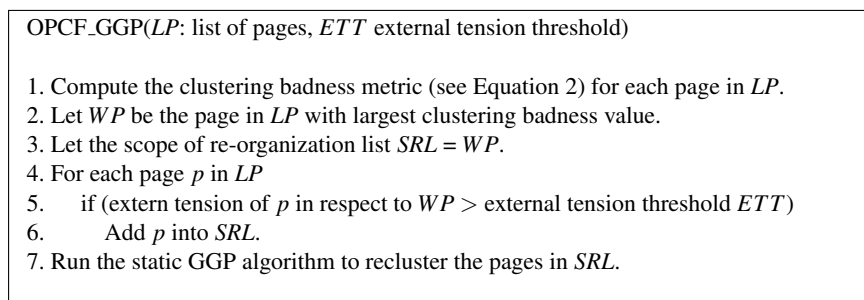 OPCF_GGP(LP: list of pages, ETT external tension threshold)
1. Compute the clustering badness metric (see Equation 2) for each page in LP.
2. Let WP be the page in LP with largest clustering badness value.
3. Let the scope of re-organization list SRL = WP.
4. For each page p in LP
5. if (extern tension of p in respect to WP > external tension threshold ETT)
6. Add p into SRL.
7. Run the static GGP algorithm to recluster the pages in SRL.